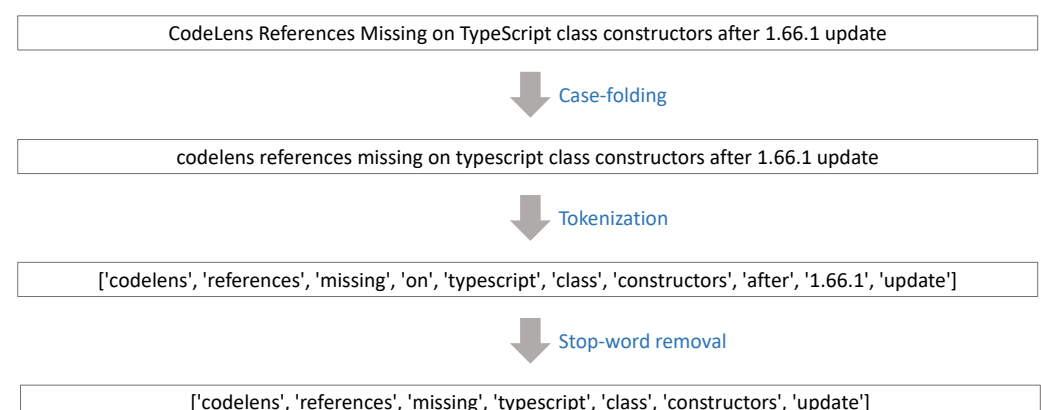 CodeLens References Missing on TypeScript class constructors after 1.66.1 update
Case-folding
codelens references missing on typescript class constructors after 1.66.1 update
Tokenization
['codelens', 'references', 'missing', 'on', 'typescript', 'class', 'constructors', 'after', '1.66.1', 'update']
Stop-word removal
['codelens', 'references', 'missing', 'typescript', 'class', 'constructors', 'update']